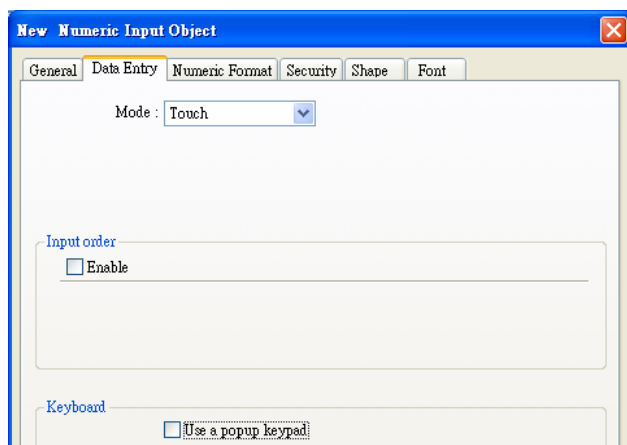 New Numeric Input Object
General Data Entry Numeric Format Security Shape Font
Mode : Touch
Input order
Enable
Keyboard
Use a popup keypad